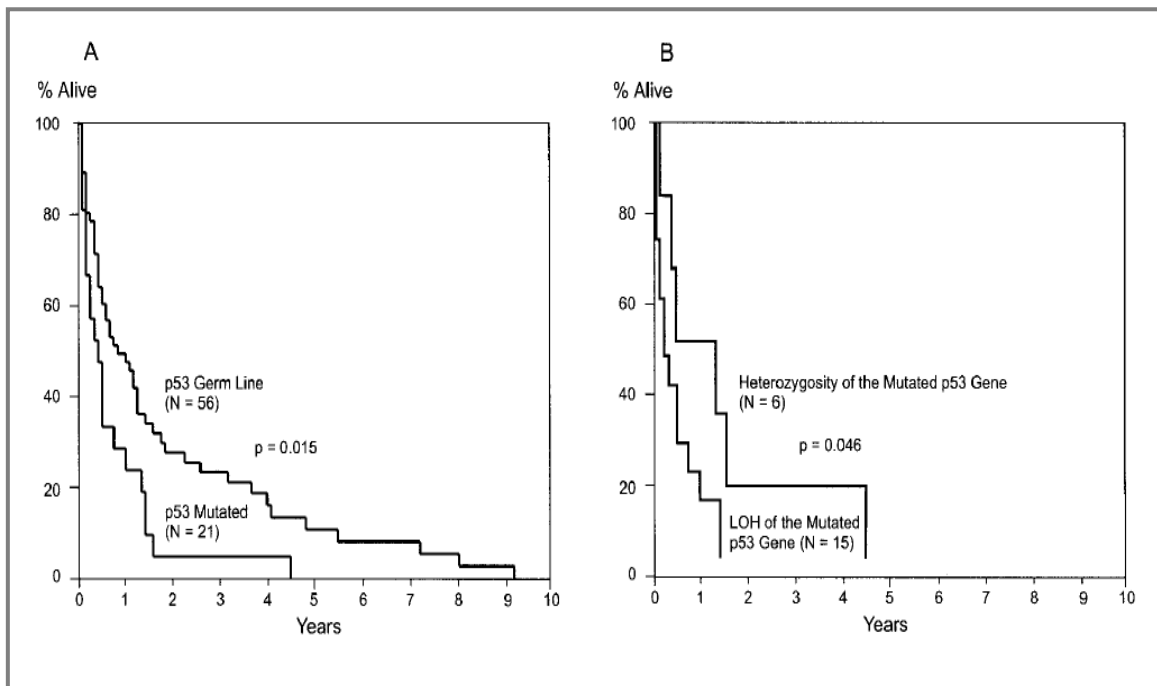 A
% Alive
100
80
60
40
20
0
p53 Germ Line
(N = 56)
p = 0.015
p53 Mutated
(N = 21)
0 1 2 3 4 5 6 7 8 9 10
Years
B
% Alive
100
80
60
40
20
0
Heterozygosity of the Mutated p53 Gene
(N = 6)
p = 0.046
LOH of the Mutated
p53 Gene (N = 15)
0 1 2 3 4 5 6 7 8 9 10
Years